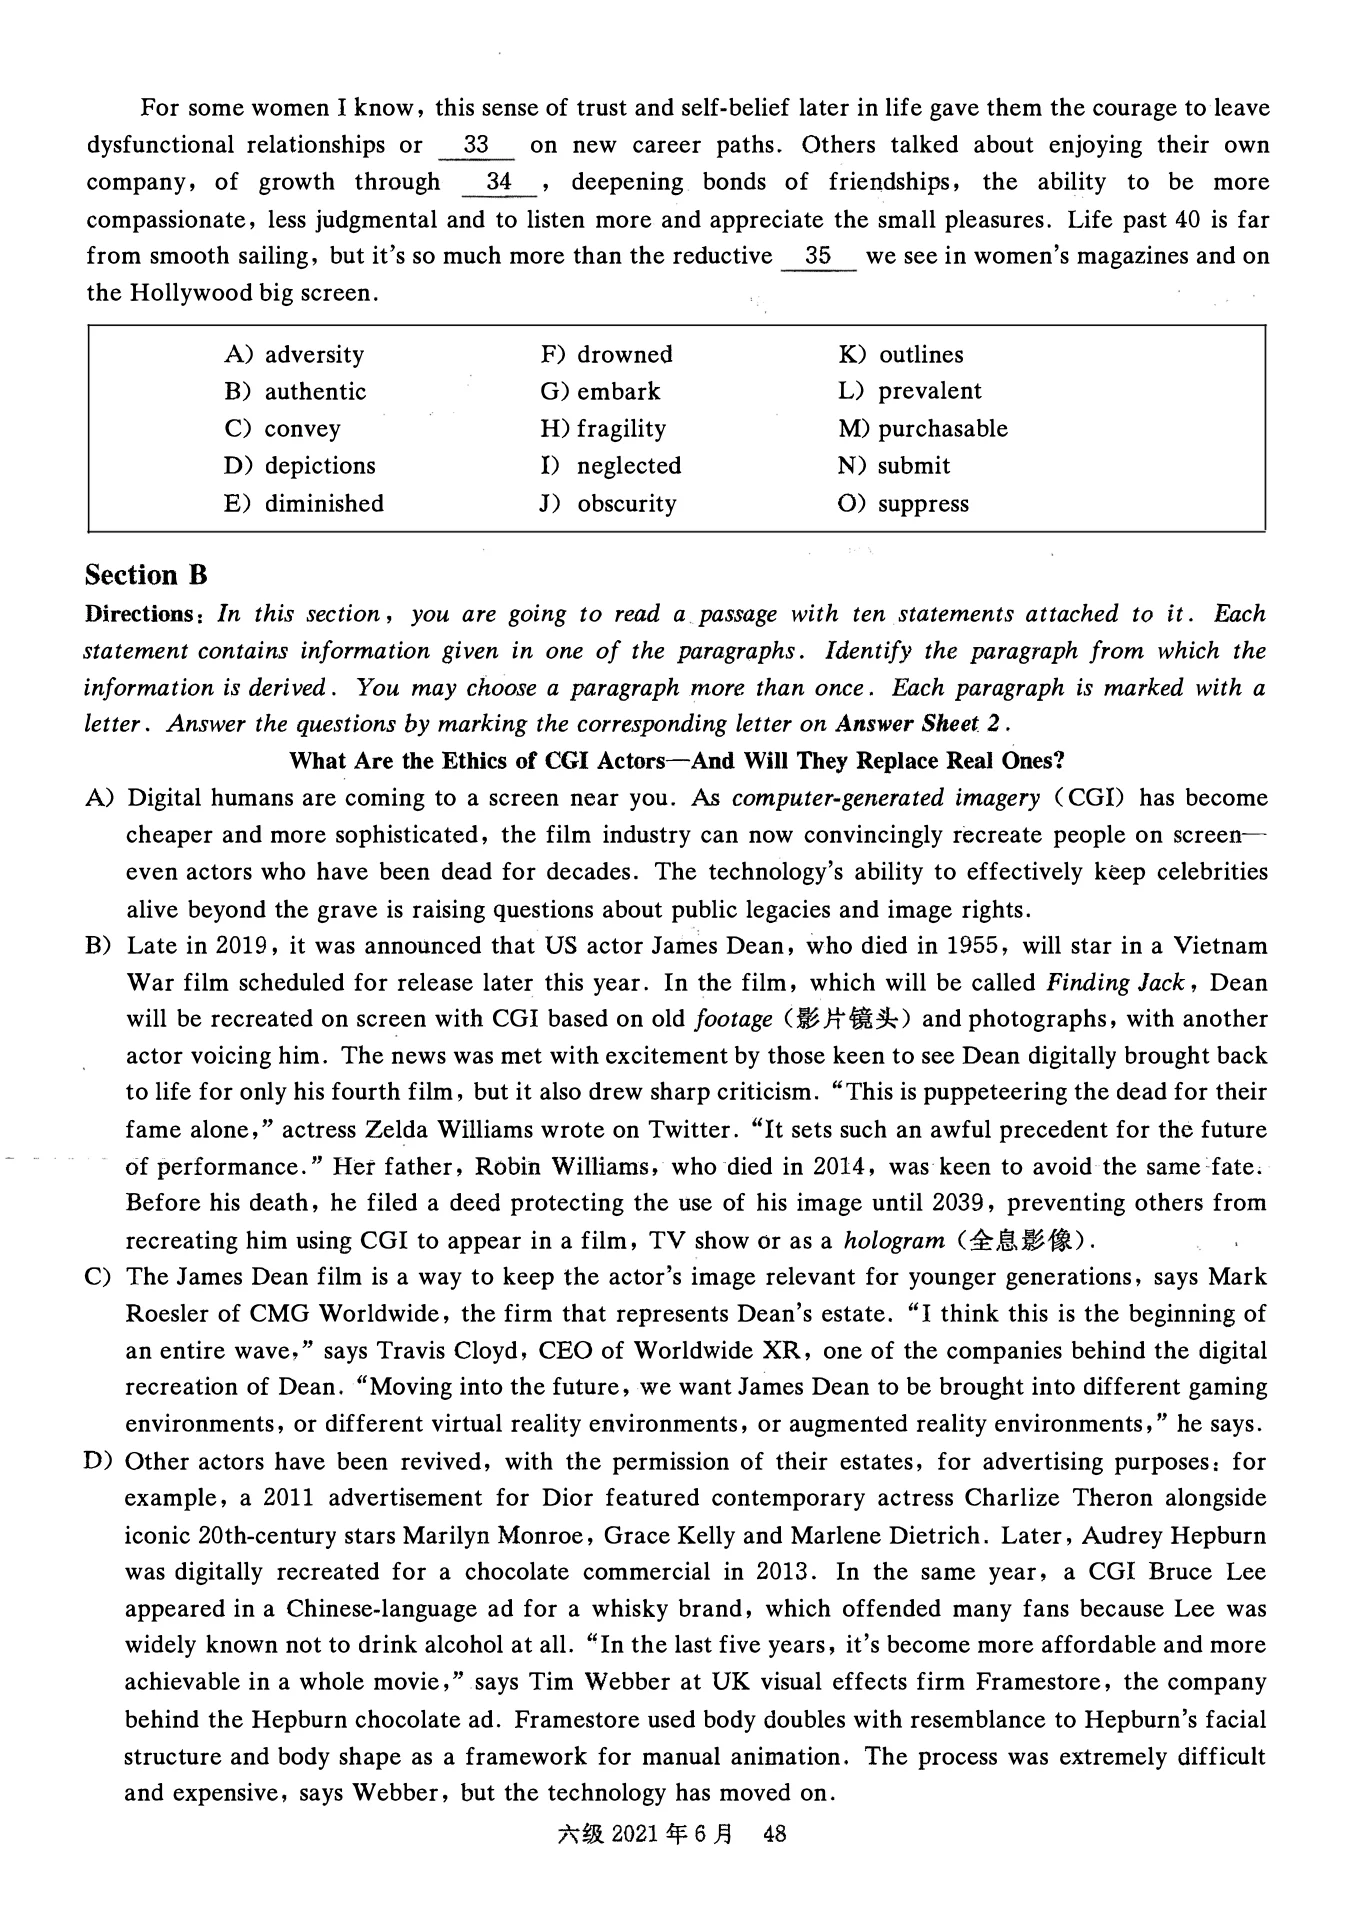 For some women I know, this sense of trust and self-belief later in life gave them the courage to leave
dysfunctional relationships or 33 on new career paths. Others talked about enjoying their own
company, of growth through 34, deepening bonds of friendships, the ability to be more
compassionate, less judgmental and to listen more and appreciate the small pleasures. Life past 40 is far
from smooth sailing, but it's so much more than the reductive 35 we see in women's magazines and on
the Hollywood big screen.
A) adversity F) drowned K) outlines
B) authentic G) embark L) prevalent
C) convey H) fragility M) purchasable
D) depictions I) neglected N) submit
E) diminished J) obscurity O) suppress
Section B
Directions: In this section, you are going to read a passage with ten statements attached to it. Each
statement contains information given in one of the paragraphs. Identify the paragraph from which the
information is derived. You may choose a paragraph more than once. Each paragraph is marked with a
letter. Answer the questions by marking the corresponding letter on Answer Sheet 2.
What Are the Ethics of CGI Actors—And Will They Replace Real Ones?
A) Digital humans are coming to a screen near you. As computer-generated imagery (CGI) has become
cheaper and more sophisticated, the film industry can now convincingly recreate people on screen—
even actors who have been dead for decades. The technology's ability to effectively keep celebrities
alive beyond the grave is raising questions about public legacies and image rights.
B) Late in 2019, it was announced that US actor James Dean, who died in 1955, will star in a Vietnam
War film scheduled for release later this year. In the film, which will be called Finding Jack, Dean
will be recreated on screen with CGI based on old footage (影片镜头) and photographs, with another
actor voicing him. The news was met with excitement by those keen to see Dean digitally brought back
to life for only his fourth film, but it also drew sharp criticism. "This is puppeteering the dead for their
fame alone," actress Zelda Williams wrote on Twitter. "It sets such an awful precedent for the future
of performance." Her father, Robin Williams, who died in 2014, was keen to avoid the same fate.
Before his death, he filed a deed protecting the use of his image until 2039, preventing others from
recreating him using CGI to appear in a film, TV show or as a hologram (全息影像).
C) The James Dean film is a way to keep the actor's image relevant for younger generations, says Mark
Roesler of CMG Worldwide, the firm that represents Dean's estate. "I think this is the beginning of
an entire wave," says Travis Cloyd, CEO of Worldwide XR, one of the companies behind the digital
recreation of Dean. "Moving into the future, we want James Dean to be brought into different gaming
environments, or different virtual reality environments, or augmented reality environments," he says.
D) Other actors have been revived, with the permission of their estates, for advertising purposes: for
example, a 2011 advertisement for Dior featured contemporary actress Charlize Theron alongside
iconic 20th-century stars Marilyn Monroe, Grace Kelly and Marlene Dietrich. Later, Audrey Hepburn
was digitally recreated for a chocolate commercial in 2013. In the same year, a CGI Bruce Lee
appeared in a Chinese-language ad for a whisky brand, which offended many fans because Lee was
widely known not to drink alcohol at all. "In the last five years, it's become more affordable and more
achievable in a whole movie," says Tim Webber at UK visual effects firm Framestore, the company
behind the Hepburn chocolate ad. Framestore used body doubles with resemblance to Hepburn's facial
structure and body shape as a framework for manual animation. The process was extremely difficult
and expensive, says Webber, but the technology has moved on.
六级 2021 年 6 月 48